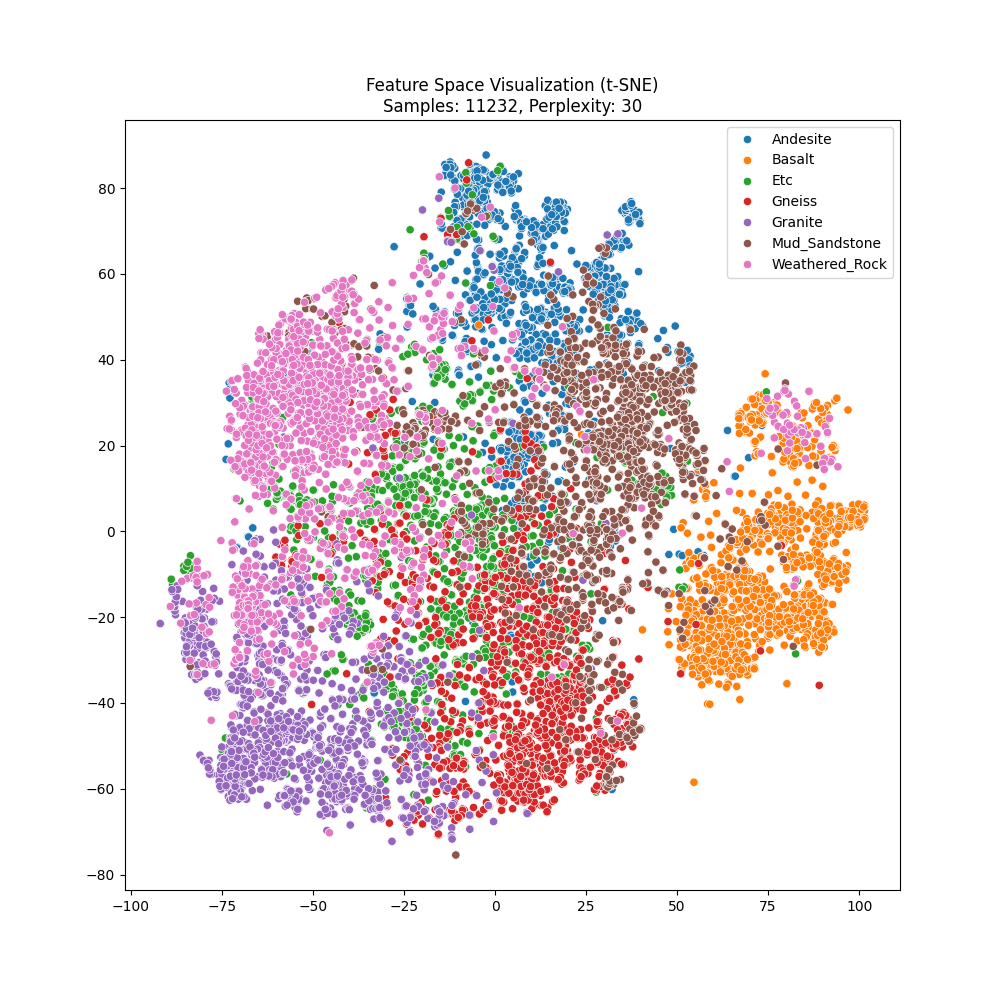 Feature Space Visualization (t-SNE)
Samples: 11232, Perplexity: 30
Andesite
Basalt
Etc
Gneiss
Granite
Mud_Sandstone
Weathered_Rock
80
60
40
20
0
−20
−40
−60
−80
−100 −75 −50 −25 0 25 50 75 100